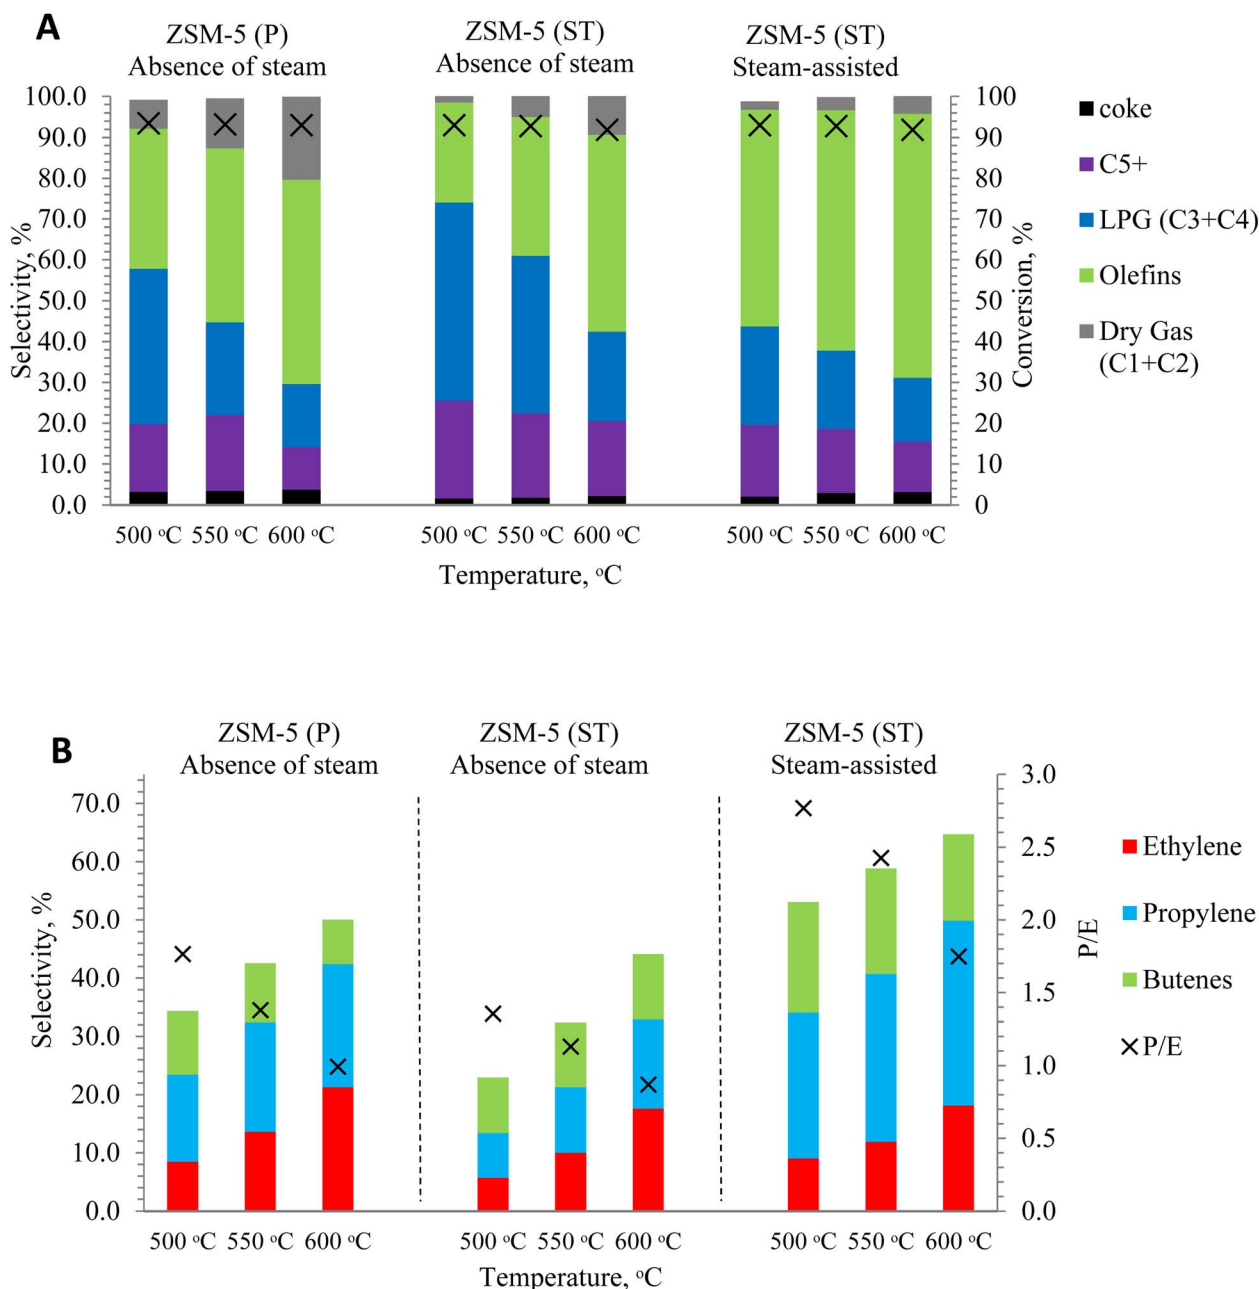 A
ZSM-5 (P)
Absence of steam
ZSM-5 (ST)
Absence of steam
ZSM-5 (ST)
Steam-assisted
Selectivity, %
100.0
90.0
80.0
70.0
60.0
50.0
40.0
30.0
20.0
10.0
0.0
100
90
80
70
60
50
40
30
20
10
0
Conversion, %
coke
C5+
LPG (C3+C4)
Olefins
Dry Gas
(C1+C2)
500 °C 550 °C 600 °C 500 °C 550 °C 600 °C 500 °C 550 °C 600 °C
Temperature, °C
B
ZSM-5 (P)
Absence of steam
ZSM-5 (ST)
Absence of steam
ZSM-5 (ST)
Steam-assisted
Selectivity, %
70.0
60.0
50.0
40.0
30.0
20.0
10.0
0.0
3.0
2.5
2.0
1.5
1.0
0.5
0.0
P/E
Ethylene
Propylene
Butenes
P/E
500 °C 550 °C 600 °C 500 °C 550 °C 600 °C 500 °C 550 °C 600 °C
Temperature, °C